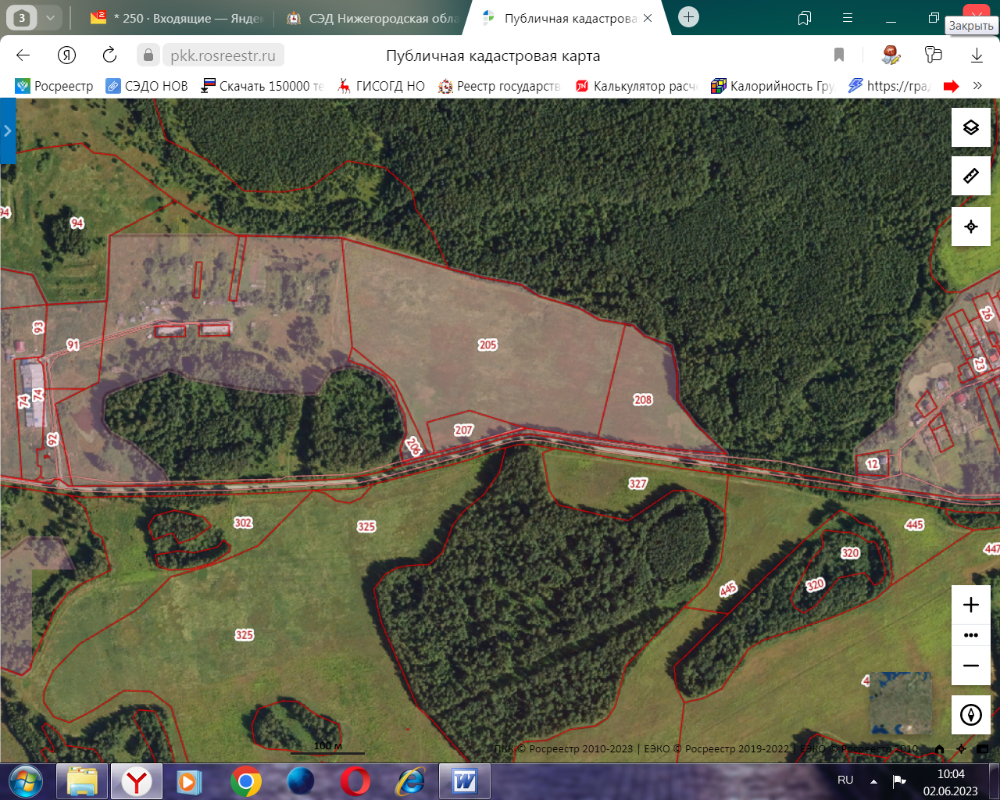 3
* 250 · Входящие — Яндек
СЭД Нижегородская обла
Публичная кадастрова
Закрыть
pkk.rosreestr.ru
Публичная кадастровая карта
Росреестр
СЭДО НОВ
Скачать 150000 те
ГИСОГД НО
Реестр государств
Калькулятор расче
Калорийность Гру
https://град
»
94
94
93
91
74
74
92
205
208
207
206
26
23
12
327
302
325
445
320
447
320
445
325
4
100 м
ПКК © Росреестр 2010-2023 | ЕЭКО © Росреестр 2019-2022 | ЕЭКО © Росреестр 2010
RU
10:04
02.06.2023